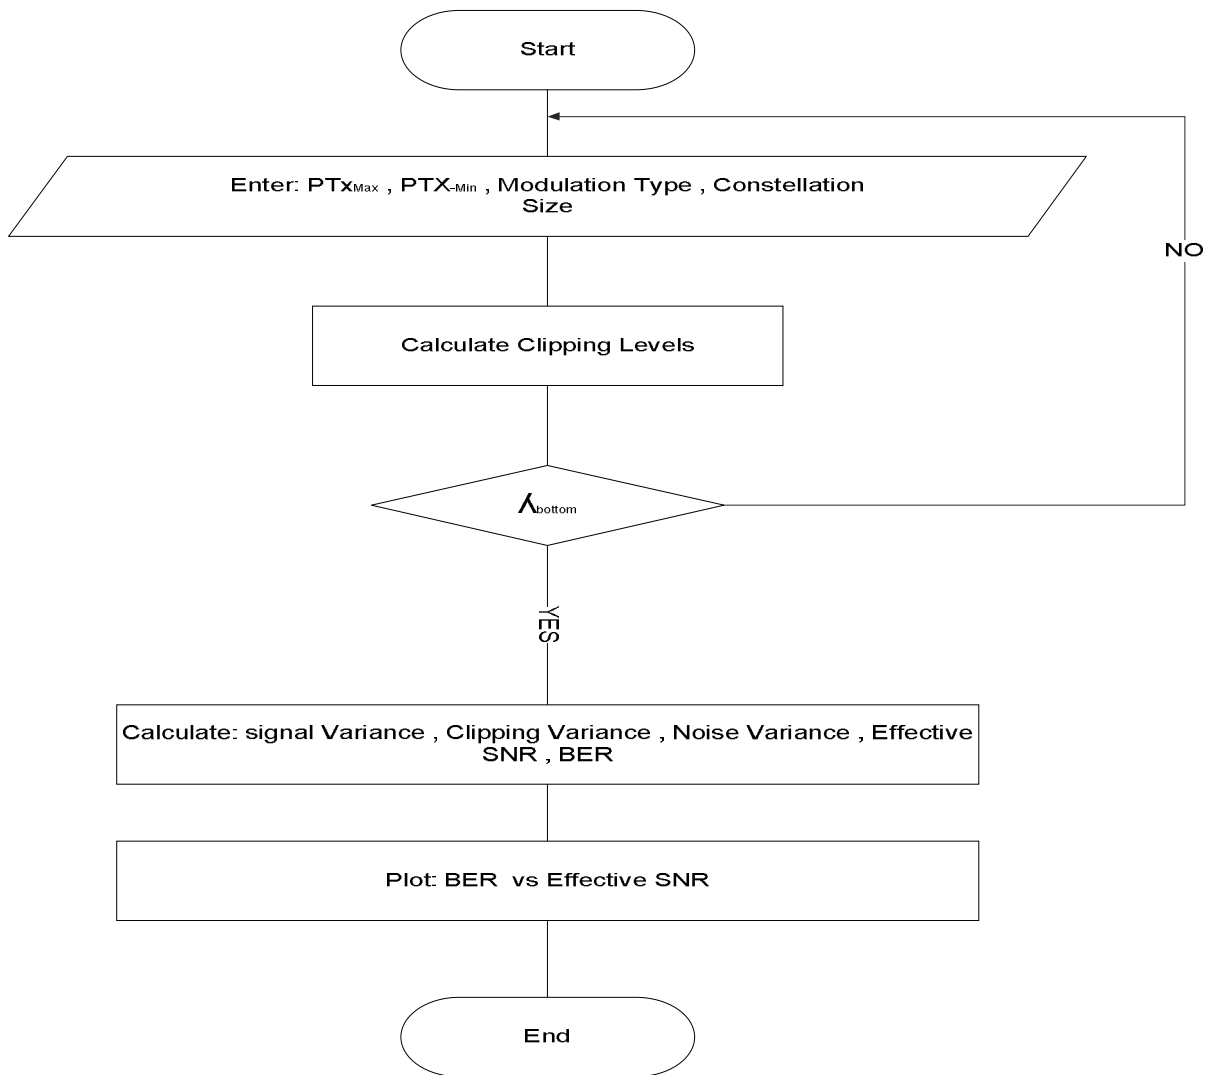 Start
Enter: PTxMax , PTX-Min , Modulation Type , Constellation
Size
NO
Calculate Clipping Levels
λbottom
YES
Calculate: signal Variance , Clipping Variance , Noise Variance , Effective
SNR , BER
Plot: BER vs Effective SNR
End